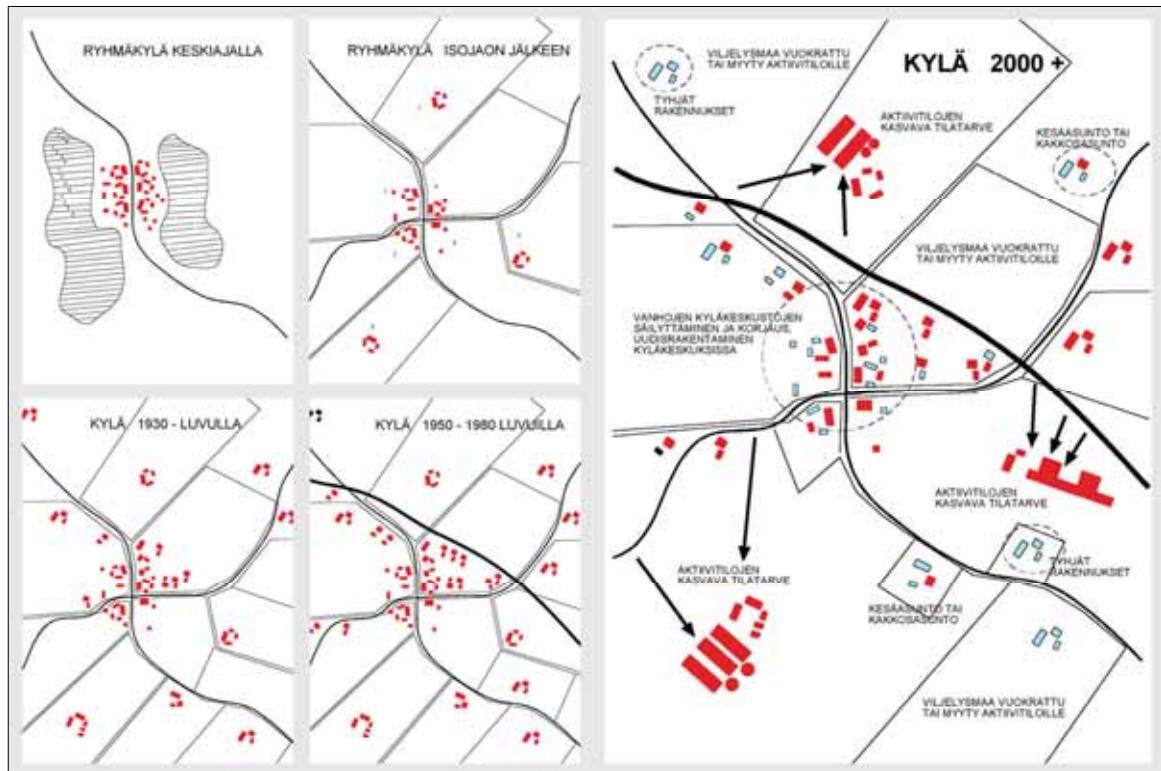 RYHMÄKYLÄ KESKIAJALLA
RYHMÄKYLÄ ISOJAON JÄLKEEN
KYLÄ 1930 - LUVUILLA
KYLÄ 1950 - 1980 LUVUILLA
KYLÄ 2000 +
VILJELYSMAA VUOKRATTU
TAI MYYTY AKTIIVITILOILLE
TYHJÄT
RAKENNUKSET
AKTIIVITILOJEN
KASVAVA TILATARVE
KESÄASUNTO TAI
KAKKOSASUNTO
VILJELYSMAA VUOKRATTU
TAI MYYTY AKTIIVITILOILLE
VANHOJEN KYLÄKESKUSTOJEN
SÄILYTTÄMINEN JA KORJAUS,
UUDISRAKENTAMINEN
KYLÄKESKUKSISSA
AKTIIVITILOJEN
KASVAVA TILATARVE
TYHJÄT
RAKENNUKSET
AKTIIVITILOJEN
KASVAVA TILATARVE
KESÄASUNTO TAI
KAKKOSASUNTO
VILJELYSMAA VUOKRATTU
TAI MYYTY AKTIIVITILOILLE